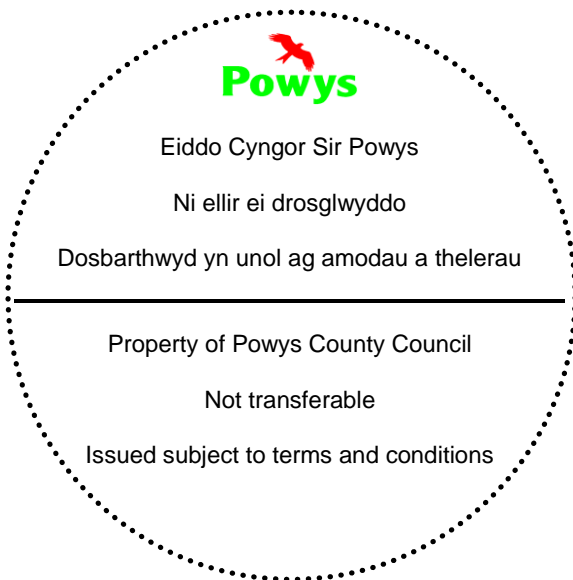 Powys
Eiddo Cyngor Sir Powys
Ni ellir ei drosglwyddo
Dosbarthwyd yn unol ag amodau a thelerau
Property of Powys County Council
Not transferable
Issued subject to terms and conditions